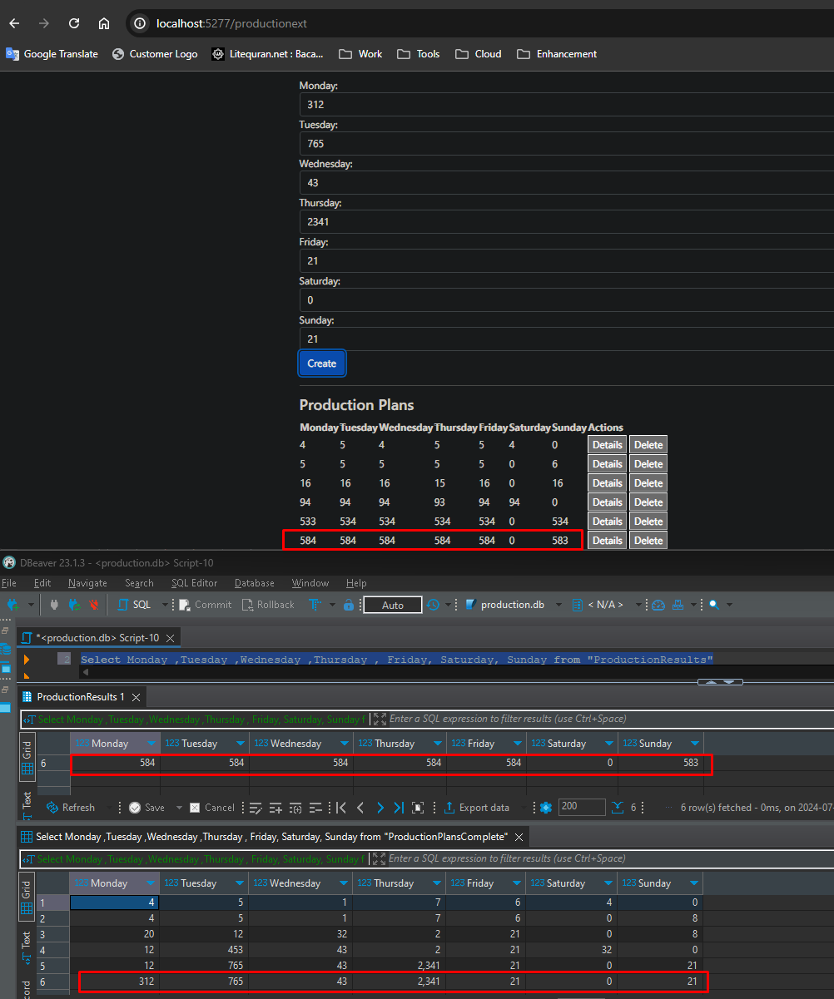 localhost:5277/productionext
Google Translate Customer Logo Litequran.net : Baca... Work Tools Cloud Enhancement
Monday:
312
Tuesday:
765
Wednesday:
43
Thursday:
2341
Friday:
21
Saturday:
0
Sunday:
21
Create
Production Plans
Monday Tuesday Wednesday Thursday Friday Saturday Sunday Actions
4 5 4 5 5 4 0 Details Delete
5 5 5 5 5 0 6 Details Delete
16 16 16 15 16 0 16 Details Delete
94 94 94 93 94 94 0 Details Delete
533 534 534 534 534 0 534 Details Delete
584 584 584 584 584 0 583 Details Delete
DBeaver 23.1.3 - <production.db> Script-10
File Edit Navigate Search SQL Editor Database Window Help
SQL Commit Rollback T Auto production.db < N/A >
*<production.db> Script-10
2 Select Monday ,Tuesday ,Wednesday ,Thursday , Friday, Saturday, Sunday from "ProductionResults"
ProductionResults 1
Select Monday ,Tuesday ,Wednesday ,Thursday , Friday, Saturday, Sunday f Enter a SQL expression to filter results (use Ctrl+Space)
Grid
123 Monday 123 Tuesday 123 Wednesday 123 Thursday 123 Friday 123 Saturday 123 Sunday
6 584 584 584 584 584 0 583
Text
Refresh Save Cancel Export data 200 6 6 row(s) fetched - 0ms, on 2024-07-
Select Monday ,Tuesday ,Wednesday ,Thursday , Friday, Saturday, Sunday from "ProductionPlansComplete"
Select Monday ,Tuesday ,Wednesday ,Thursday , Friday, Saturday, Sunday f Enter a SQL expression to filter results (use Ctrl+Space)
Grid
123 Monday 123 Tuesday 123 Wednesday 123 Thursday 123 Friday 123 Saturday 123 Sunday
1 4 5 1 7 6 4 0
2 4 5 1 7 6 0 8
3 20 12 32 2 21 0 8
Text
4 12 453 43 2 21 32 0
5 12 765 43 2,341 21 0 21
6 312 765 43 2,341 21 0 21
cord